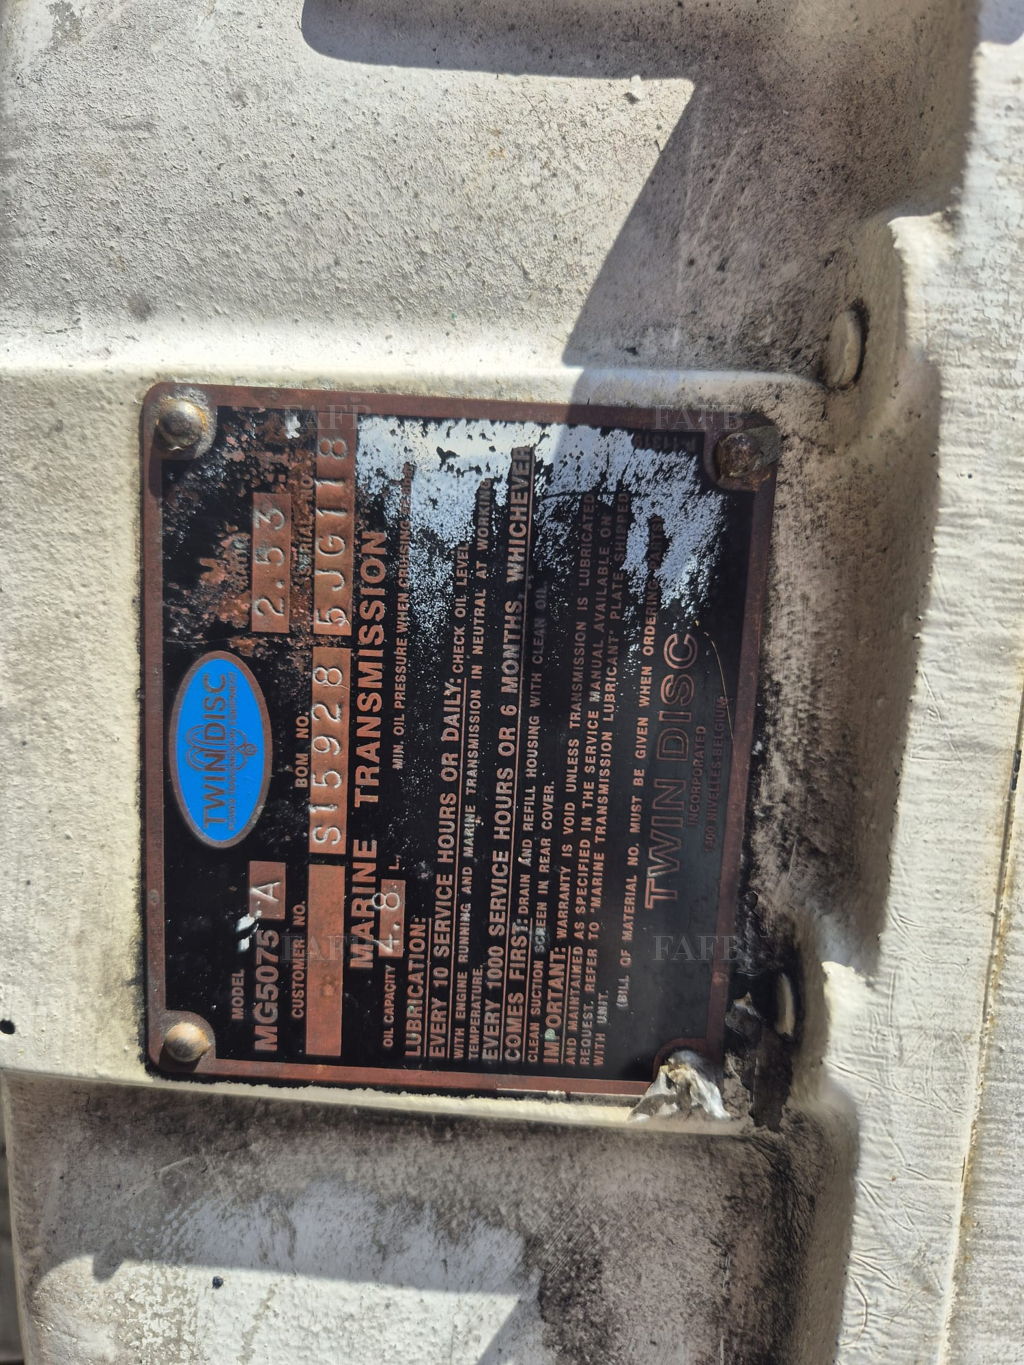 TWIN DISC
MODEL
RATIO
MG5075 A
2.53
CUSTOMER NO.
BOM NO.
SERIAL NO.
S15928
5JG118
MARINE TRANSMISSION
OIL CAPACITY 4.8 L.
MIN. OIL PRESSURE WHEN CRUISING
LUBRICATION:
EVERY 10 SERVICE HOURS OR DAILY: CHECK OIL LEVEL
WITH ENGINE RUNNING AND MARINE TRANSMISSION IN NEUTRAL AT WORKING
TEMPERATURE.
EVERY 1000 SERVICE HOURS OR 6 MONTHS, WHICHEVER
COMES FIRST: DRAIN AND REFILL HOUSING WITH CLEAN OIL
CLEAN SUCTION SCREEN IN REAR COVER.
IMPORTANT: WARRANTY IS VOID UNLESS TRANSMISSION IS LUBRICATED
AND MAINTAINED AS SPECIFIED IN THE SERVICE MANUAL AVAILABLE ON
REQUEST. REFER TO "MARINE TRANSMISSION LUBRICANT" PLATE SHIPPED
WITH UNIT.
(BILL OF MATERIAL NO. MUST BE GIVEN WHEN ORDERING
TWIN DISC
INCORPORATED
NIVELLES BELGIUM
FAFB
FAFB
FAFB
FAFB